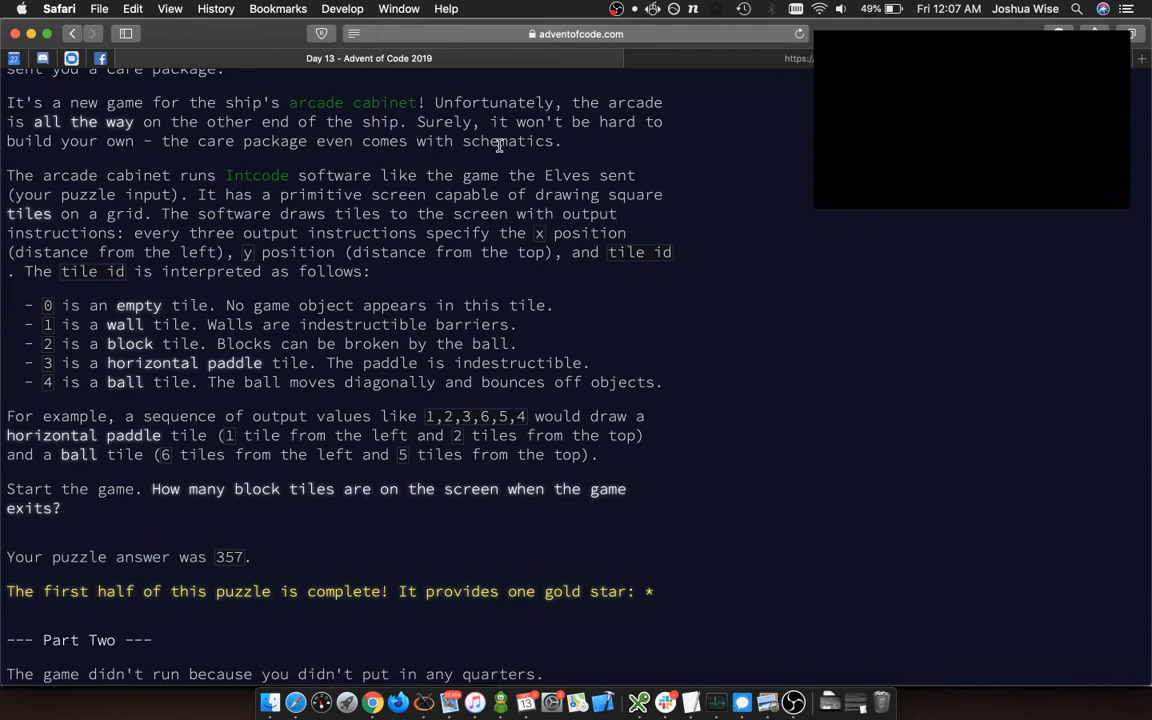 Safari File Edit View History Bookmarks Develop Window Help 49% Fri 12:07 AM Joshua Wise
adventofcode.com
Day 13 - Advent of Code 2019 https:/
sent you a care package.
It's a new game for the ship's arcade cabinet! Unfortunately, the arcade
is all the way on the other end of the ship. Surely, it won't be hard to
build your own - the care package even comes with schematics.
The arcade cabinet runs Intcode software like the game the Elves sent
(your puzzle input). It has a primitive screen capable of drawing square
tiles on a grid. The software draws tiles to the screen with output
instructions: every three output instructions specify the x position
(distance from the left), y position (distance from the top), and tile id
. The tile id is interpreted as follows:
- 0 is an empty tile. No game object appears in this tile.
- 1 is a wall tile. Walls are indestructible barriers.
- 2 is a block tile. Blocks can be broken by the ball.
- 3 is a horizontal paddle tile. The paddle is indestructible.
- 4 is a ball tile. The ball moves diagonally and bounces off objects.
For example, a sequence of output values like 1,2,3,6,5,4 would draw a
horizontal paddle tile (1 tile from the left and 2 tiles from the top)
and a ball tile (6 tiles from the left and 5 tiles from the top).
Start the game. How many block tiles are on the screen when the game
exits?
Your puzzle answer was 357.
The first half of this puzzle is complete! It provides one gold star: *
--- Part Two ---
The game didn't run because you didn't put in any quarters.